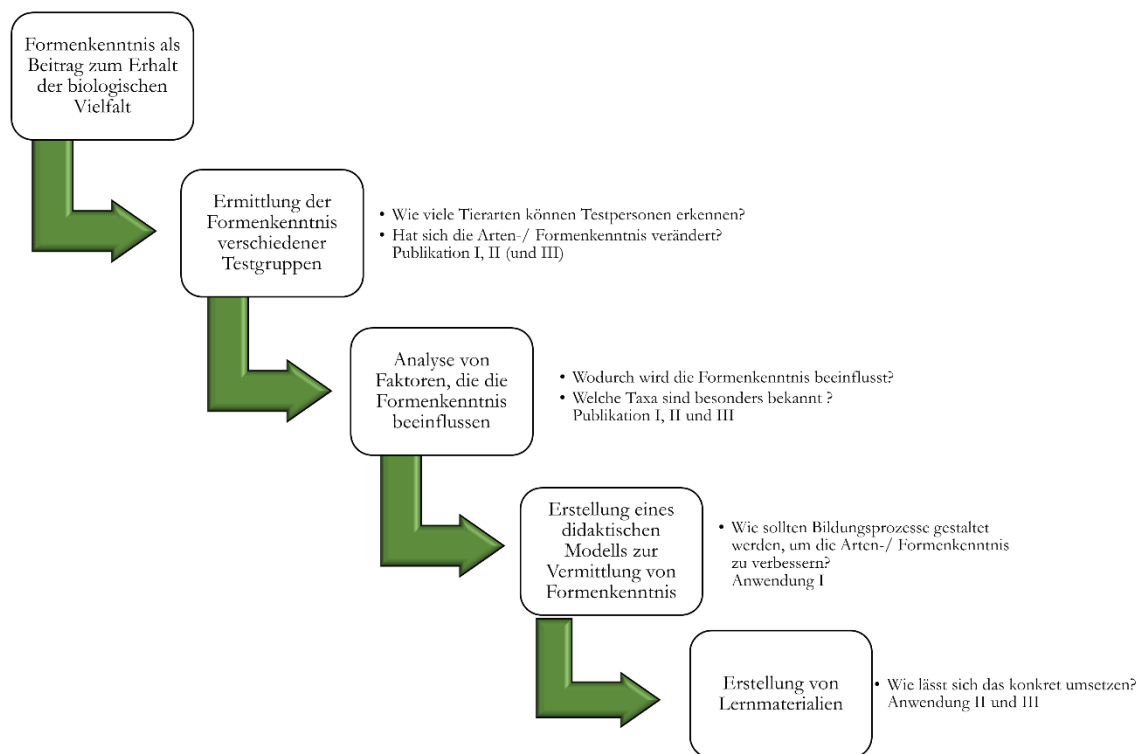 Formenkenntnis als
Beitrag zum Erhalt
der biologischen
Vielfalt
Ermittlung der
Formenkenntnis
verschiedener
Testgruppen
• Wie viele Tierarten können Testpersonen erkennen?
• Hat sich die Arten-/ Formenkenntnis verändert?
Publikation I, II (und III)
Analyse von
Faktoren, die die
Formenkenntnis
beeinflussen
• Wodurch wird die Formenkenntnis beeinflusst?
• Welche Taxa sind besonders bekannt ?
Publikation I, II und III
Erstellung eines
didaktischen
Modells zur
Vermittlung von
Formenkenntnis
• Wie sollten Bildungsprozesse gestaltet
werden, um die Arten-/ Formenkenntnis
zu verbessern?
Anwendung I
Erstellung von
Lernmaterialien
• Wie lässt sich das konkret umsetzen?
Anwendung II und III